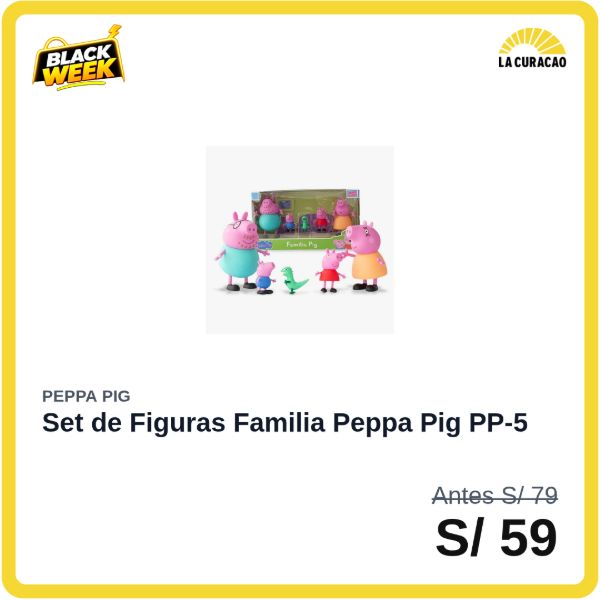 BLACK
WEEK
LA CURACAO
Familia Pig
PEPPA PIG
Set de Figuras Familia Peppa Pig PP-5
Antes S/ 79
S/ 59